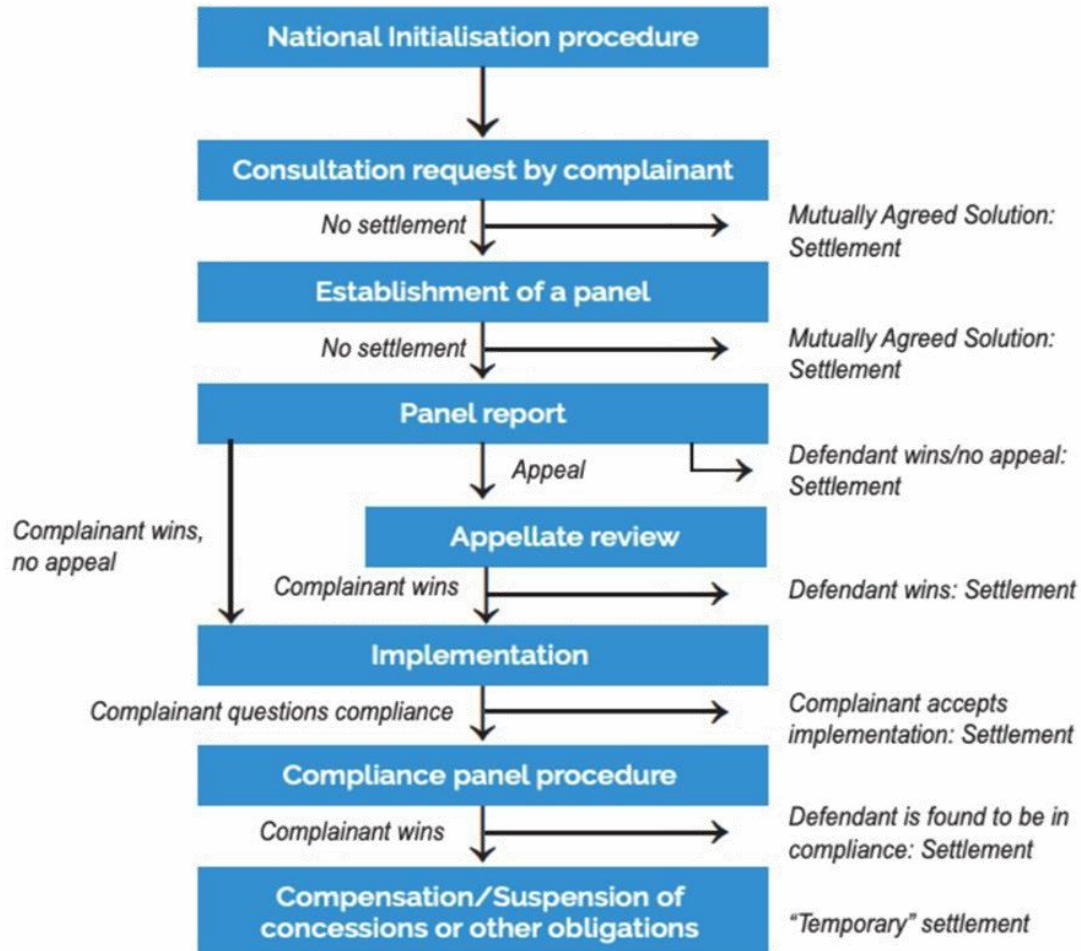 National Initialisation procedure
Consultation request by complainant
No settlement
Mutually Agreed Solution:
Settlement
Establishment of a panel
No settlement
Mutually Agreed Solution:
Settlement
Panel report
Appeal
Defendant wins/no appeal:
Settlement
Complainant wins,
no appeal
Appellate review
Complainant wins
Defendant wins: Settlement
Implementation
Complainant questions compliance
Complainant accepts
implementation: Settlement
Compliance panel procedure
Complainant wins
Defendant is found to be in
compliance: Settlement
Compensation/Suspension of
concessions or other obligations
“Temporary” settlement